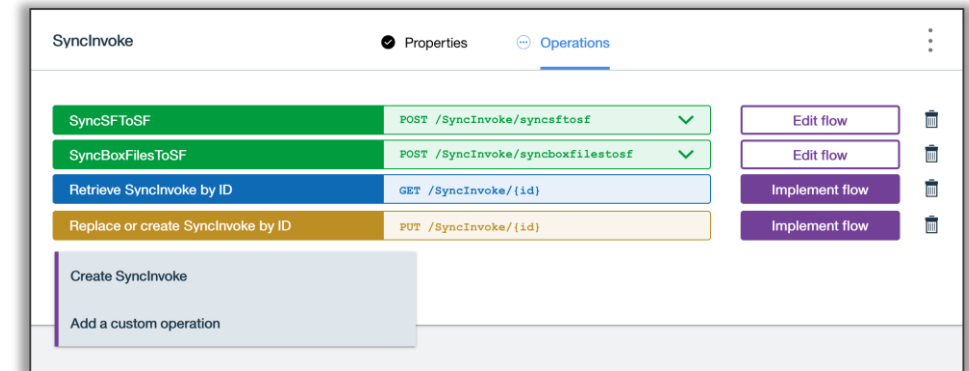 SyncInvoke Properties Operations
SyncSFToSF POST /SyncInvoke/syncsftosf Edit flow
SyncBoxFilesToSF POST /SyncInvoke/syncboxfilestosf Edit flow
Retrieve SyncInvoke by ID GET /SyncInvoke/{id} Implement flow
Replace or create SyncInvoke by ID PUT /SyncInvoke/{id} Implement flow
Create SyncInvoke
Add a custom operation